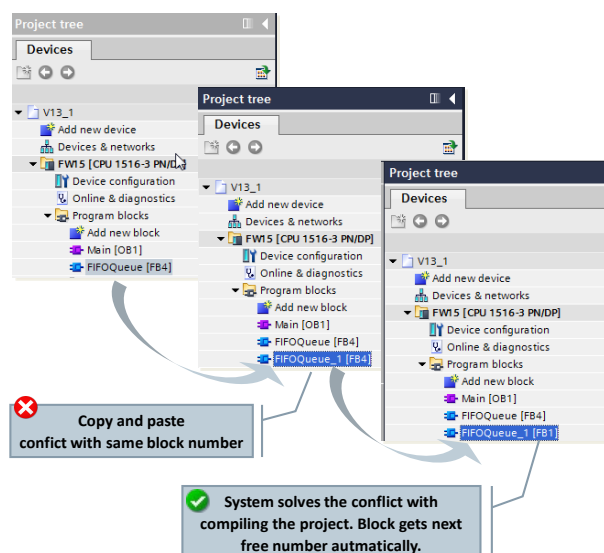 Project tree
Devices
V13_1
Add new device
Devices & networks
FW15 [CPU 1516-3 PN/D
Device configuration
Online & diagnostics
Program blocks
Add new block
Main [OB1]
FIFOQueue [FB4]
Project tree
Devices
V13_1
Add new device
Devices & networks
FW15 [CPU 1516-3 PN/DP]
Device configuration
Online & diagnostics
Program blocks
Add new block
Main [OB1]
FIFOQueue [FB4]
FIFOQueue_1 [FB4]
Project tree
Devices
V13_1
Add new device
Devices & networks
FW15 [CPU 1516-3 PN/DP]
Device configuration
Online & diagnostics
Program blocks
Add new block
Main [OB1]
FIFOQueue [FB4]
FIFOQueue_1 [FB1]
Copy and paste
confict with same block number
System solves the conflict with
compiling the project. Block gets next
free number autmatically.